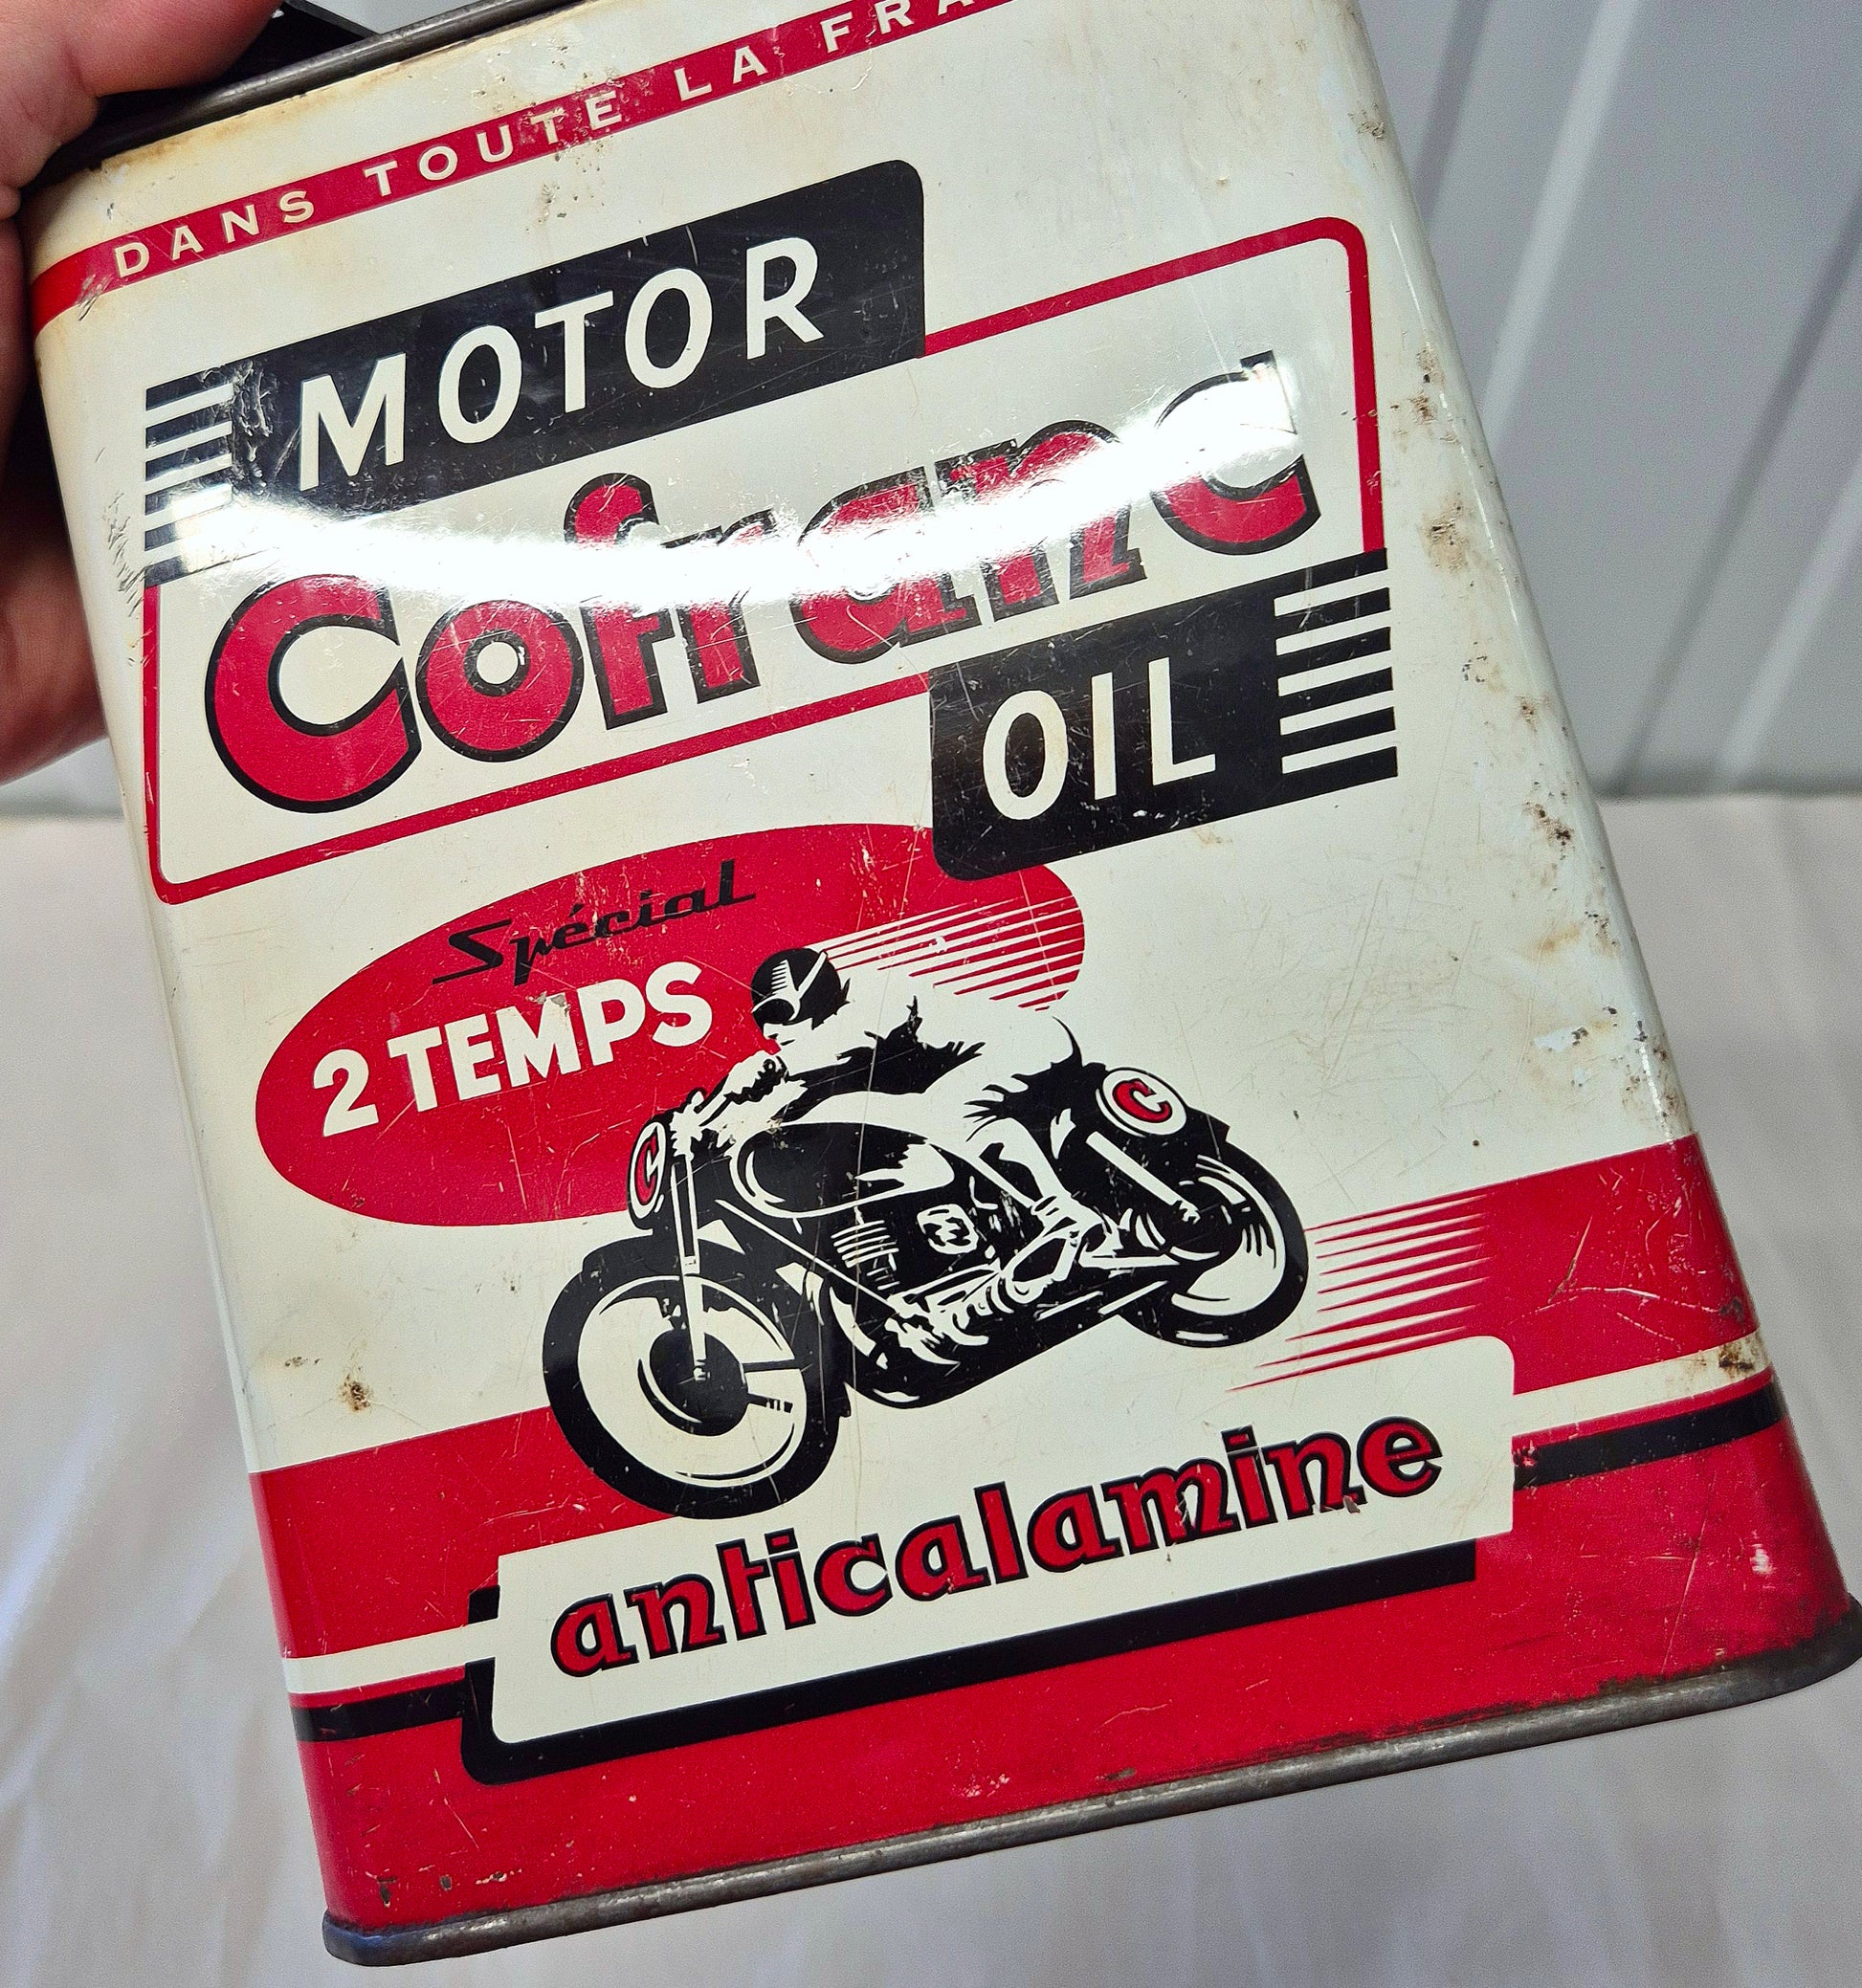 DANS TOUTE LA FRA
MOTOR
Cofranc
OIL
Spécial
2 TEMPS
C
C
anticalamine